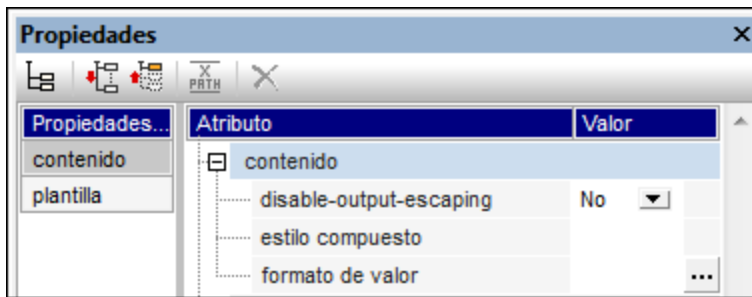 Propiedades
X
PATH
Propiedades... Atributo Valor
contenido contenido
plantilla disable-output-escaping No
estilo compuesto
formato de valor ...